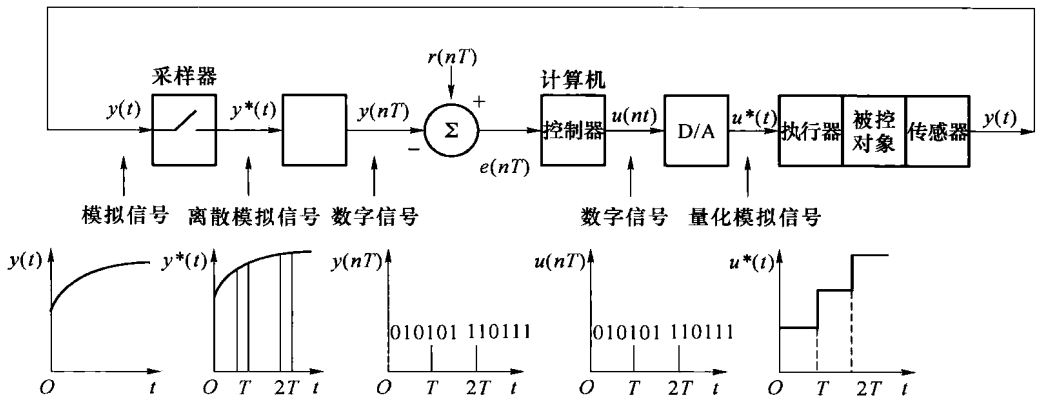 采样器
r(nT)
计算机
y(t)
y*(t)
y(nT)
+
Σ
−
e(nT)
控制器
u(nt)
D/A
u*(t)
执行器
被控
对象
传感器
y(t)
模拟信号
离散模拟信号
数字信号
数字信号
量化模拟信号
y(t)
O
t
y*(t)
O
T
2T
t
y(nT)
010101 110111
O
T
2T
t
u(nT)
010101 110111
O
T
2T
t
u*(t)
O
T
2T
t